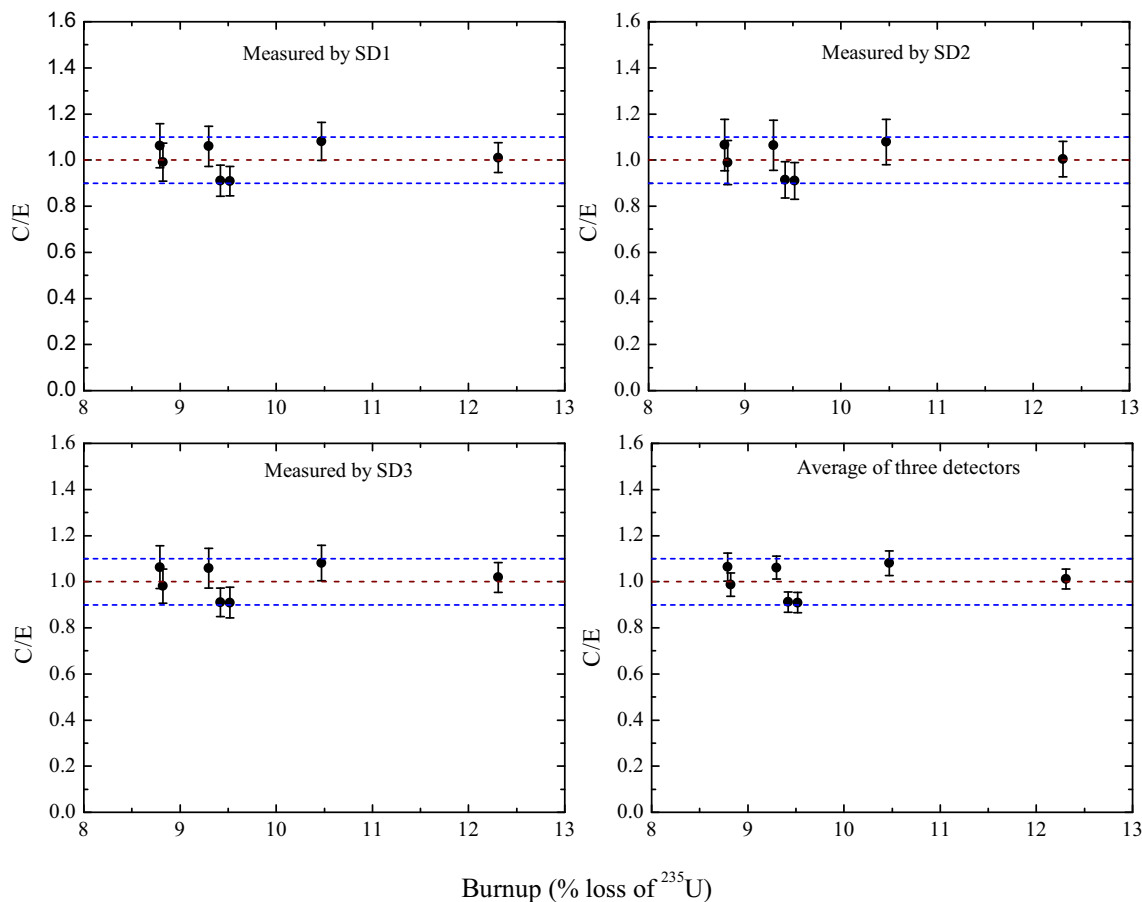 1.6
1.4
1.2
1.0
0.8
0.6
0.4
0.2
0.0
C/E
Measured by SD1
8 9 10 11 12 13
1.6
1.4
1.2
1.0
0.8
0.6
0.4
0.2
0.0
C/E
Measured by SD2
8 9 10 11 12 13
1.6
1.4
1.2
1.0
0.8
0.6
0.4
0.2
0.0
C/E
Measured by SD3
8 9 10 11 12 13
1.6
1.4
1.2
1.0
0.8
0.6
0.4
0.2
0.0
C/E
Average of three detectors
8 9 10 11 12 13
Burnup (% loss of ²³⁵U)